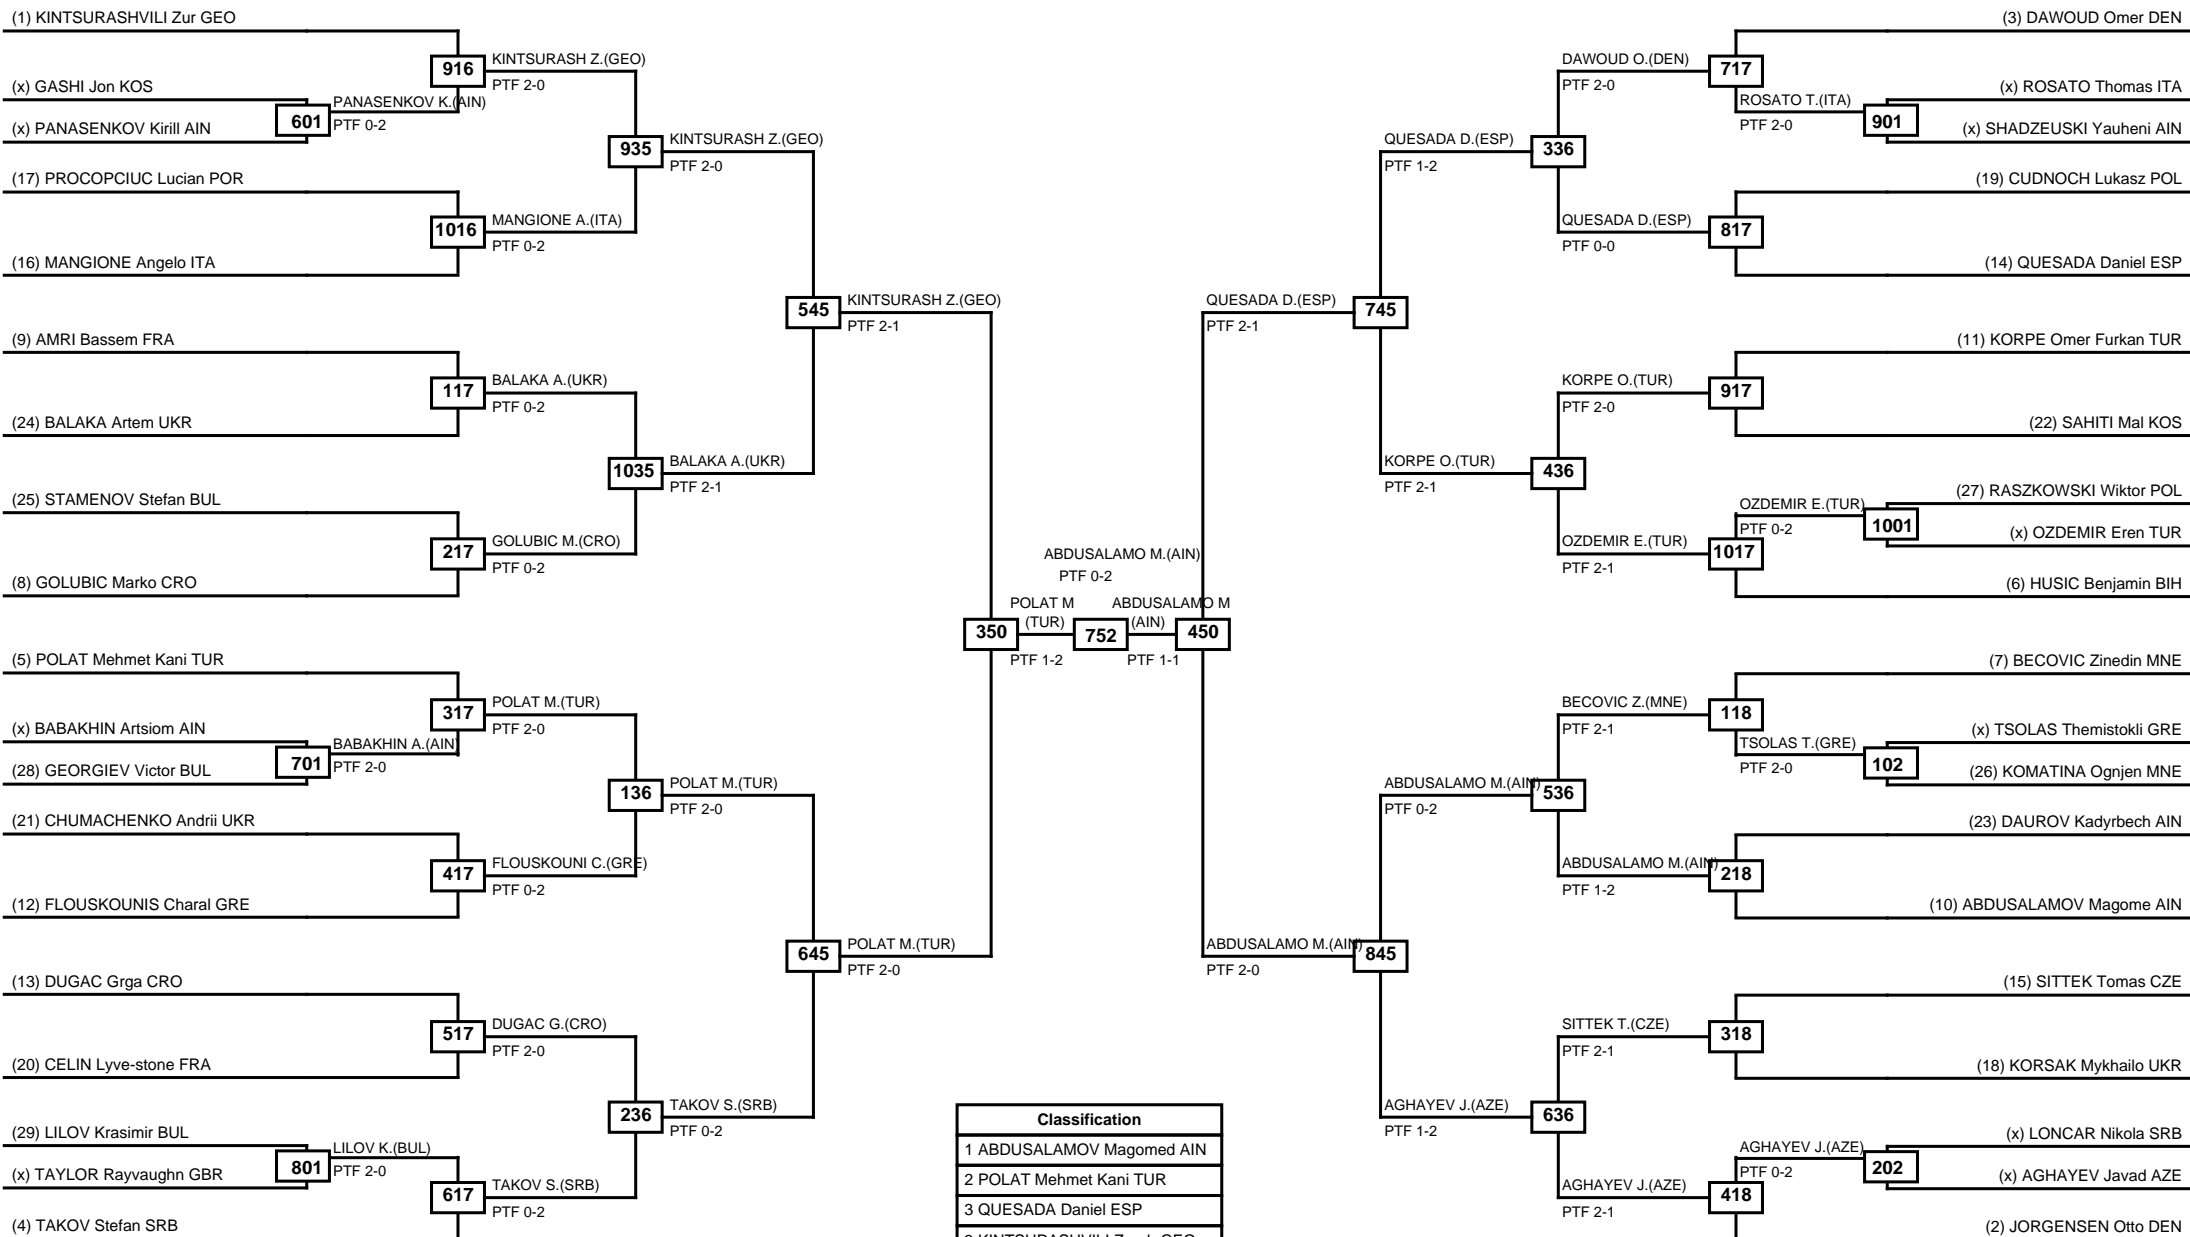 (1) KINTSURASHVILI Zur GEO
916
KINTSURASH Z.(GEO)
PTF 2-0
(x) GASHI Jon KOS
601
PANASENKOV K.(AIN)
PTF 0-2
(x) PANASENKOV Kirill AIN
935
KINTSURASH Z.(GEO)
PTF 2-0
(17) PROCOPCIUC Lucian POR
1016
MANGIONE A.(ITA)
PTF 0-2
(16) MANGIONE Angelo ITA
545
KINTSURASH Z.(GEO)
PTF 2-1
(9) AMRI Bassem FRA
117
BALAKA A.(UKR)
PTF 0-2
(24) BALAKA Artem UKR
1035
BALAKA A.(UKR)
PTF 2-1
(25) STAMENOV Stefan BUL
217
GOLUBIC M.(CRO)
PTF 0-2
(8) GOLUBIC Marko CRO
(5) POLAT Mehmet Kani TUR
317
POLAT M.(TUR)
PTF 2-0
(x) BABAKHIN Artsiom AIN
701
BABAKHIN A.(AIN)
PTF 2-0
(28) GEORGIEV Victor BUL
136
POLAT M.(TUR)
PTF 2-0
(21) CHUMACHENKO Andrii UKR
417
FLOUSKOUNI C.(GRE)
PTF 0-2
(12) FLOUSKOUNIS Charal GRE
645
POLAT M.(TUR)
PTF 2-0
(13) DUGAC Grga CRO
517
DUGAC G.(CRO)
PTF 2-0
(20) CELIN Lyve-stone FRA
236
TAKOV S.(SRB)
PTF 0-2
(29) LILOV Krasimir BUL
801
LILOV K.(BUL)
PTF 2-0
(x) TAYLOR Rayvaughn GBR
617
TAKOV S.(SRB)
PTF 0-2
(4) TAKOV Stefan SRB
ABDUSALAMO M.(AIN)
PTF 0-2
350
POLAT M
(TUR)
PTF 1-2
752
ABDUSALAMO M
(AIN)
PTF 1-1
450
Classification
1 ABDUSALAMOV Magomed AIN
2 POLAT Mehmet Kani TUR
3 QUESADA Daniel ESP
(3) DAWOUD Omer DEN
DAWOUD O.(DEN)
PTF 2-0
717
(x) ROSATO Thomas ITA
ROSATO T.(ITA)
PTF 2-0
901
(x) SHADZEUSKI Yauheni AIN
QUESADA D.(ESP)
PTF 1-2
336
(19) CUDNOCH Lukasz POL
QUESADA D.(ESP)
PTF 0-0
817
(14) QUESADA Daniel ESP
QUESADA D.(ESP)
PTF 2-1
745
(11) KORPE Omer Furkan TUR
KORPE O.(TUR)
PTF 2-0
917
(22) SAHITI Mal KOS
KORPE O.(TUR)
PTF 2-1
436
(27) RASZKOWSKI Wiktor POL
OZDEMIR E.(TUR)
PTF 0-2
1001
(x) OZDEMIR Eren TUR
OZDEMIR E.(TUR)
PTF 2-1
1017
(6) HUSIC Benjamin BIH
(7) BECOVIC Zinedin MNE
BECOVIC Z.(MNE)
PTF 2-1
118
(x) TSOLAS Themistokli GRE
TSOLAS T.(GRE)
PTF 2-0
102
(26) KOMATINA Ognjen MNE
ABDUSALAMO M.(AIN)
PTF 0-2
536
(23) DAUROV Kadyrbech AIN
ABDUSALAMO M.(AIN)
PTF 1-2
218
(10) ABDUSALAMOV Magome AIN
ABDUSALAMO M.(AIN)
PTF 2-0
845
(15) SITTEK Tomas CZE
SITTEK T.(CZE)
PTF 2-1
318
(18) KORSAK Mykhailo UKR
AGHAYEV J.(AZE)
PTF 1-2
636
(x) LONCAR Nikola SRB
AGHAYEV J.(AZE)
PTF 0-2
202
(x) AGHAYEV Javad AZE
AGHAYEV J.(AZE)
PTF 2-1
418
(2) JORGENSEN Otto DEN